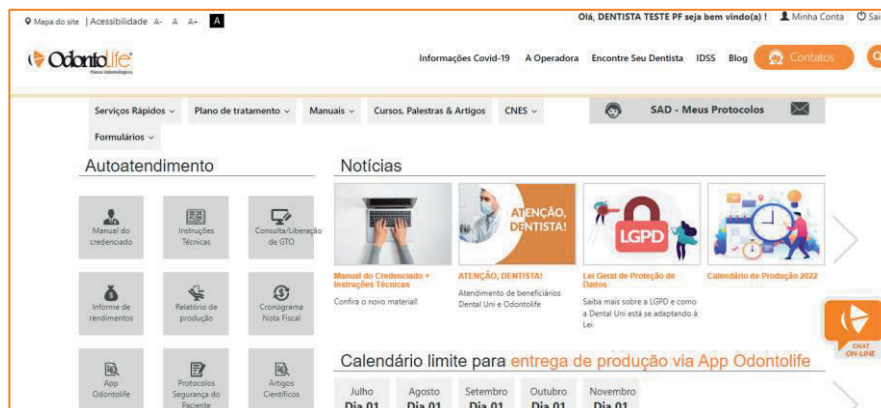 Mapa do site | Acessibilidade A- A A+ A
Olá, DENTISTA TESTE PF seja bem vindo(a) ! Minha Conta Sai
Odontolife
Planos Odontológicos
Informações Covid-19 A Operadora Encontre Seu Dentista IDSS Blog Contatos
Serviços Rápidos Plano de tratamento Manuais Cursos, Palestras & Artigos CNES SAD - Meus Protocolos
Formulários
Autoatendimento
Manual do
credenciado
Instruções
Técnicas
Consulta/Liberação
de GTO
Informe de
rendimentos
Relatório de
produção
Cronograma
Nota Fiscal
App
Odontolife
Protocolos
Segurança do
Paciente
Artigos
Científicos
Notícias
Manual do Credenciado +
Instruções Técnicas
Confira o novo material!
ATENÇÃO,
DENTISTA!
ATENÇÃO, DENTISTA!
Atendimento de beneficiários
Dental Uni e Odontolife
LGPD
Lei Geral de Proteção de
Dados
Saiba mais sobre a LGPD e como
a Dental Uni está se adaptando á
Lei
Calendário de Produção 2022
CHAT
ON-LINE
Calendário limite para entrega de produção via App Odontolife
Julho Agosto Setembro Outubro Novembro
Dia 01 Dia 01 Dia 01 Dia 01 Dia 01